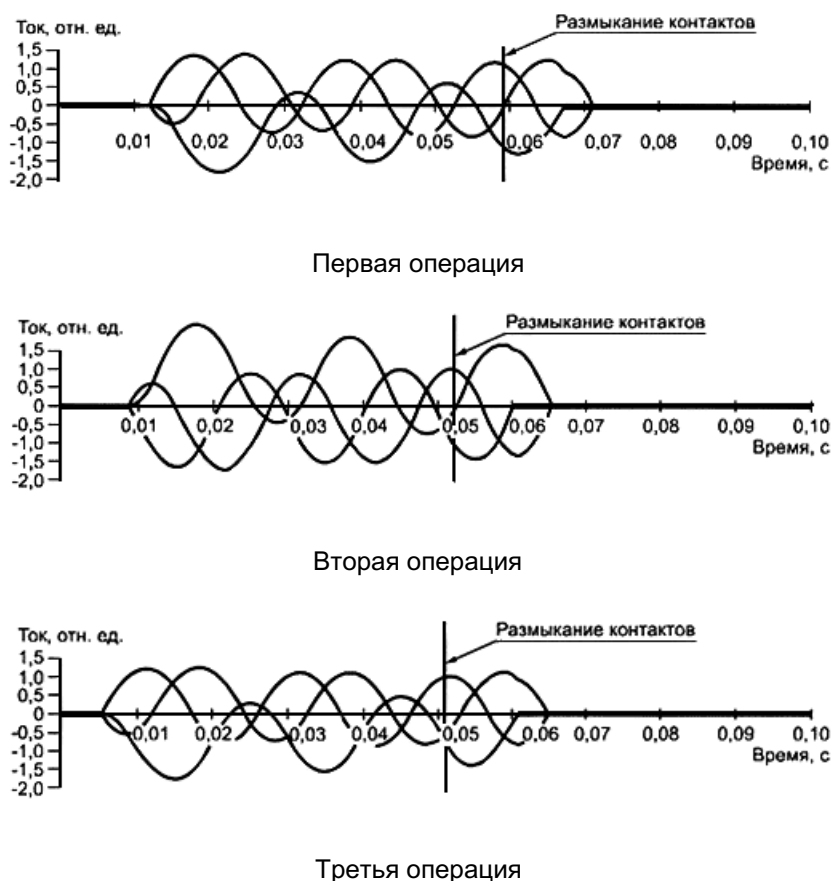 Ток, отн. ед.
Размыкание контактов
1,5
1,0
0,5
0
-0,5
-1,0
-1,5
-2,0
0,01 0,02 0,03 0,04 0,05 0,06 0,07 0,08 0,09 0,10
Время, с
Первая операция
Ток, отн. ед.
Размыкание контактов
1,5
1,0
0,5
0
-0,5
-1,0
-1,5
-2,0
0,01 0,02 0,03 0,04 0,05 0,06 0,07 0,08 0,09 0,10
Время, с
Вторая операция
Ток, отн. ед.
Размыкание контактов
1,5
1,0
0,5
0
-0,5
-1,0
-1,5
-2,0
0,01 0,02 0,03 0,04 0,05 0,06 0,07 0,08 0,09 0,10
Время, с
Третья операция